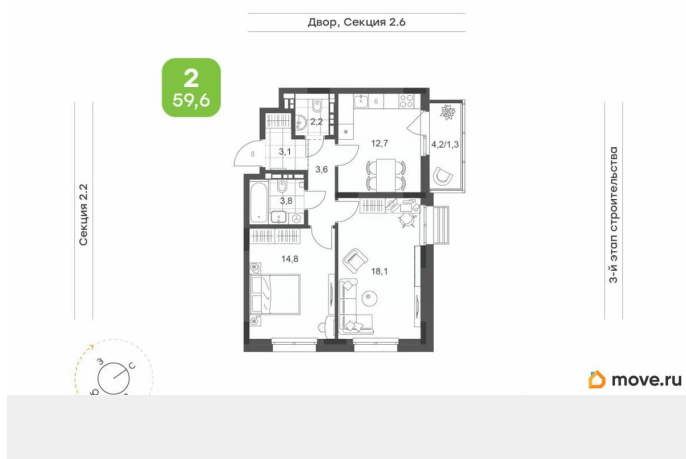 Двор, Секция 2.6
2
59,6
2,2
12,7
4,2/1,3
3,1
3,6
3,8
Секция 2.2
3-й этап строительства
14,8
18,1
З
С
move.ru